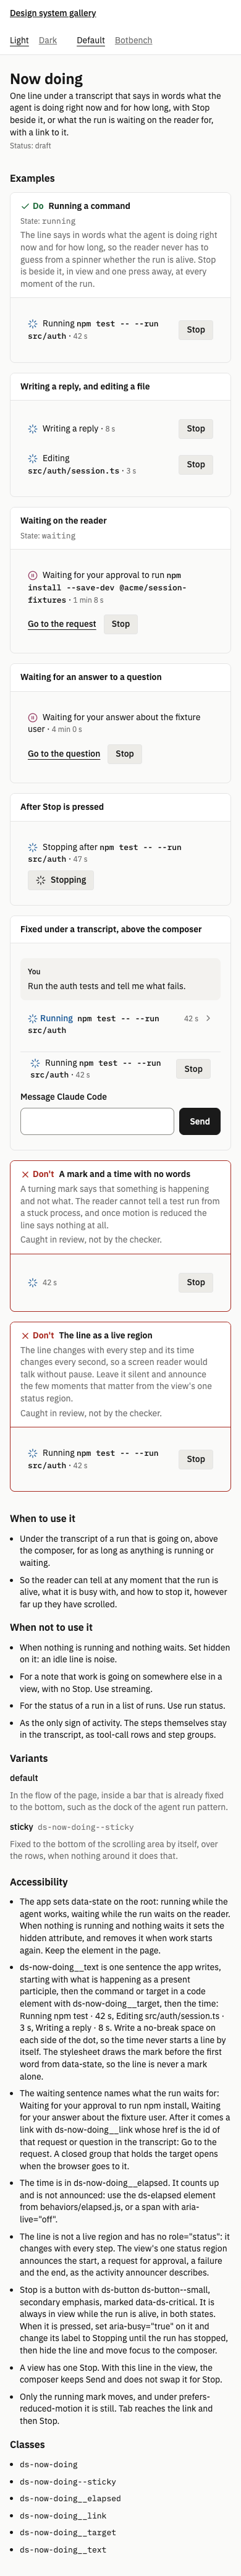 Design system gallery
Light Dark Default Botbench
Now doing
One line under a transcript that says in words what the
agent is doing right now and for how long, with Stop
beside it, or what the run is waiting on the reader for,
with a link to it.
Status: draft
Examples
Do Running a command
State: running
The line says in words what the agent is doing right
now and for how long, so the reader never has to
guess from a spinner whether the run is alive. Stop
is beside it, in view and one press away, at every
moment of the run.
Running npm test -- --run
src/auth · 42 s
Stop
Writing a reply, and editing a file
Writing a reply · 8 s
Stop
Editing
src/auth/session.ts · 3 s
Stop
Waiting on the reader
State: waiting
Waiting for your approval to run npm
install --save-dev @acme/session-
fixtures · 1 min 8 s
Go to the request Stop
Waiting for an answer to a question
Waiting for your answer about the fixture
user · 4 min 0 s
Go to the question Stop
After Stop is pressed
Stopping after npm test -- --run
src/auth · 47 s
Stopping
Fixed under a transcript, above the composer
You
Run the auth tests and tell me what fails.
Running npm test -- --run
src/auth
42 s
Running npm test -- --run
src/auth · 42 s
Stop
Message Claude Code
Send
Don't A mark and a time with no words
A turning mark says that something is happening
and not what. The reader cannot tell a test run from
a stuck process, and once motion is reduced the
line says nothing at all.
Caught in review, not by the checker.
42 s
Stop
Don't The line as a live region
The line changes with every step and its time
changes every second, so a screen reader would
talk without pause. Leave it silent and announce
the few moments that matter from the view's one
status region.
Caught in review, not by the checker.
Running npm test -- --run
src/auth · 42 s
Stop
When to use it
Under the transcript of a run that is going on, above
the composer, for as long as anything is running or
waiting.
So the reader can tell at any moment that the run is
alive, what it is busy with, and how to stop it, however
far up they have scrolled.
When not to use it
When nothing is running and nothing waits. Set hidden
on it: an idle line is noise.
For a note that work is going on somewhere else in a
view, with no Stop. Use streaming.
For the status of a run in a list of runs. Use run status.
As the only sign of activity. The steps themselves stay
in the transcript, as tool-call rows and step groups.
Variants
default
In the flow of the page, inside a bar that is already fixed
to the bottom, such as the dock of the agent run pattern.
sticky ds-now-doing--sticky
Fixed to the bottom of the scrolling area by itself, over
the rows, when nothing around it does that.
Accessibility
The app sets data-state on the root: running while the
agent works, waiting while the run waits on the reader.
When nothing is running and nothing waits it sets the
hidden attribute, and removes it when work starts
again. Keep the element in the page.
ds-now-doing__text is one sentence the app writes,
starting with what is happening as a present
participle, then the command or target in a code
element with ds-now-doing__target, then the time:
Running npm test · 42 s, Editing src/auth/session.ts ·
3 s, Writing a reply · 8 s. Write a no-break space on
each side of the dot, so the time never starts a line by
itself. The stylesheet draws the mark before the first
word from data-state, so the line is never a mark
alone.
The waiting sentence names what the run waits for:
Waiting for your approval to run npm install, Waiting
for your answer about the fixture user. After it comes a
link with ds-now-doing__link whose href is the id of
that request or question in the transcript: Go to the
request. A closed group that holds the target opens
when the browser goes to it.
The time is in ds-now-doing__elapsed. It counts up
and is not announced: use the ds-elapsed element
from behaviors/elapsed.js, or a span with aria-
live="off".
The line is not a live region and has no role="status": it
changes with every step. The view's one status region
announces the start, a request for approval, a failure
and the end, as the activity announcer describes.
Stop is a button with ds-button ds-button--small,
secondary emphasis, marked data-ds-critical. It is
always in view while the run is alive, in both states.
When it is pressed, set aria-busy="true" on it and
change its label to Stopping until the run has stopped,
then hide the line and move focus to the composer.
A view has one Stop. With this line in the view, the
composer keeps Send and does not swap it for Stop.
Only the running mark moves, and under prefers-
reduced-motion it is still. Tab reaches the link and
then Stop.
Classes
ds-now-doing
ds-now-doing--sticky
ds-now-doing__elapsed
ds-now-doing__link
ds-now-doing__target
ds-now-doing__text